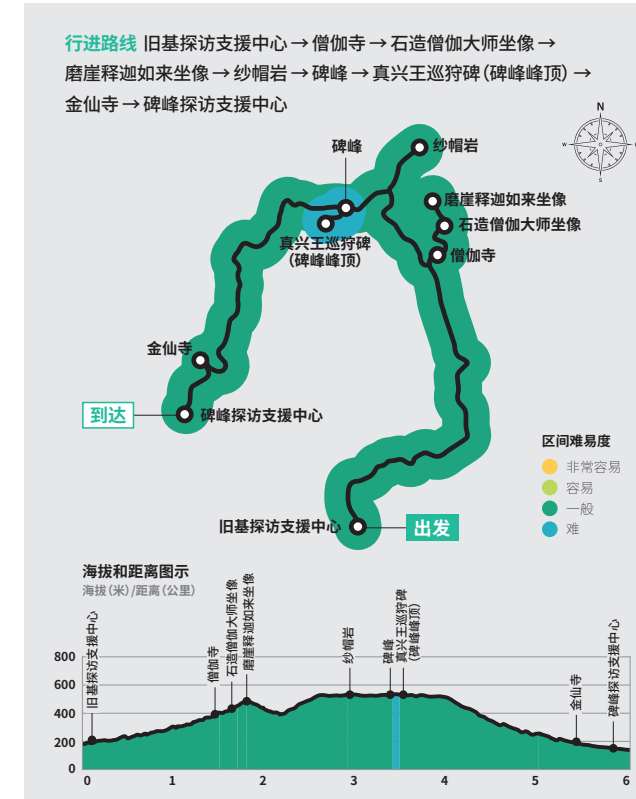 行进路线 旧基探访支援中心 → 僧伽寺 → 石造僧伽大师坐像 →
磨崖释迦如来坐像 → 纱帽岩 → 碑峰 → 真兴王巡狩碑（碑峰峰顶） →
金仙寺 → 碑峰探访支援中心
N
W
E
S
碑峰
纱帽岩
磨崖释迦如来坐像
石造僧伽大师坐像
真兴王巡狩碑
（碑峰峰顶）
僧伽寺
金仙寺
到达
碑峰探访支援中心
旧基探访支援中心
出发
区间难易度
非常容易
容易
一般
难
海拔和距离图示
海拔（米）/距离（公里）
旧基探访支援中心
僧伽寺
石造僧伽大师坐像
磨崖释迦如来坐像
纱帽岩
碑峰
真兴王巡狩碑
（碑峰峰顶）
金仙寺
碑峰探访支援中心
800
600
400
200
0
0 1 2 3 4 5 6